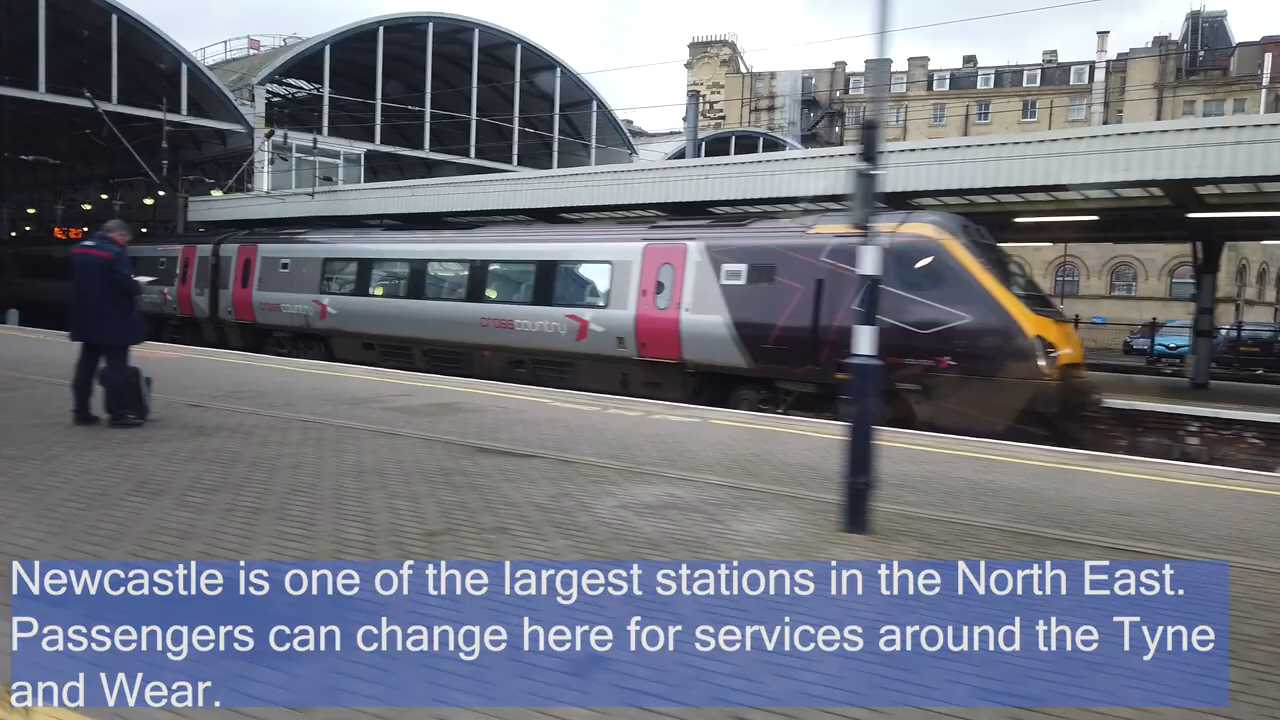 crosscountry
crosscountry
Newcastle is one of the largest stations in the North East.
Passengers can change here for services around the Tyne
and Wear.